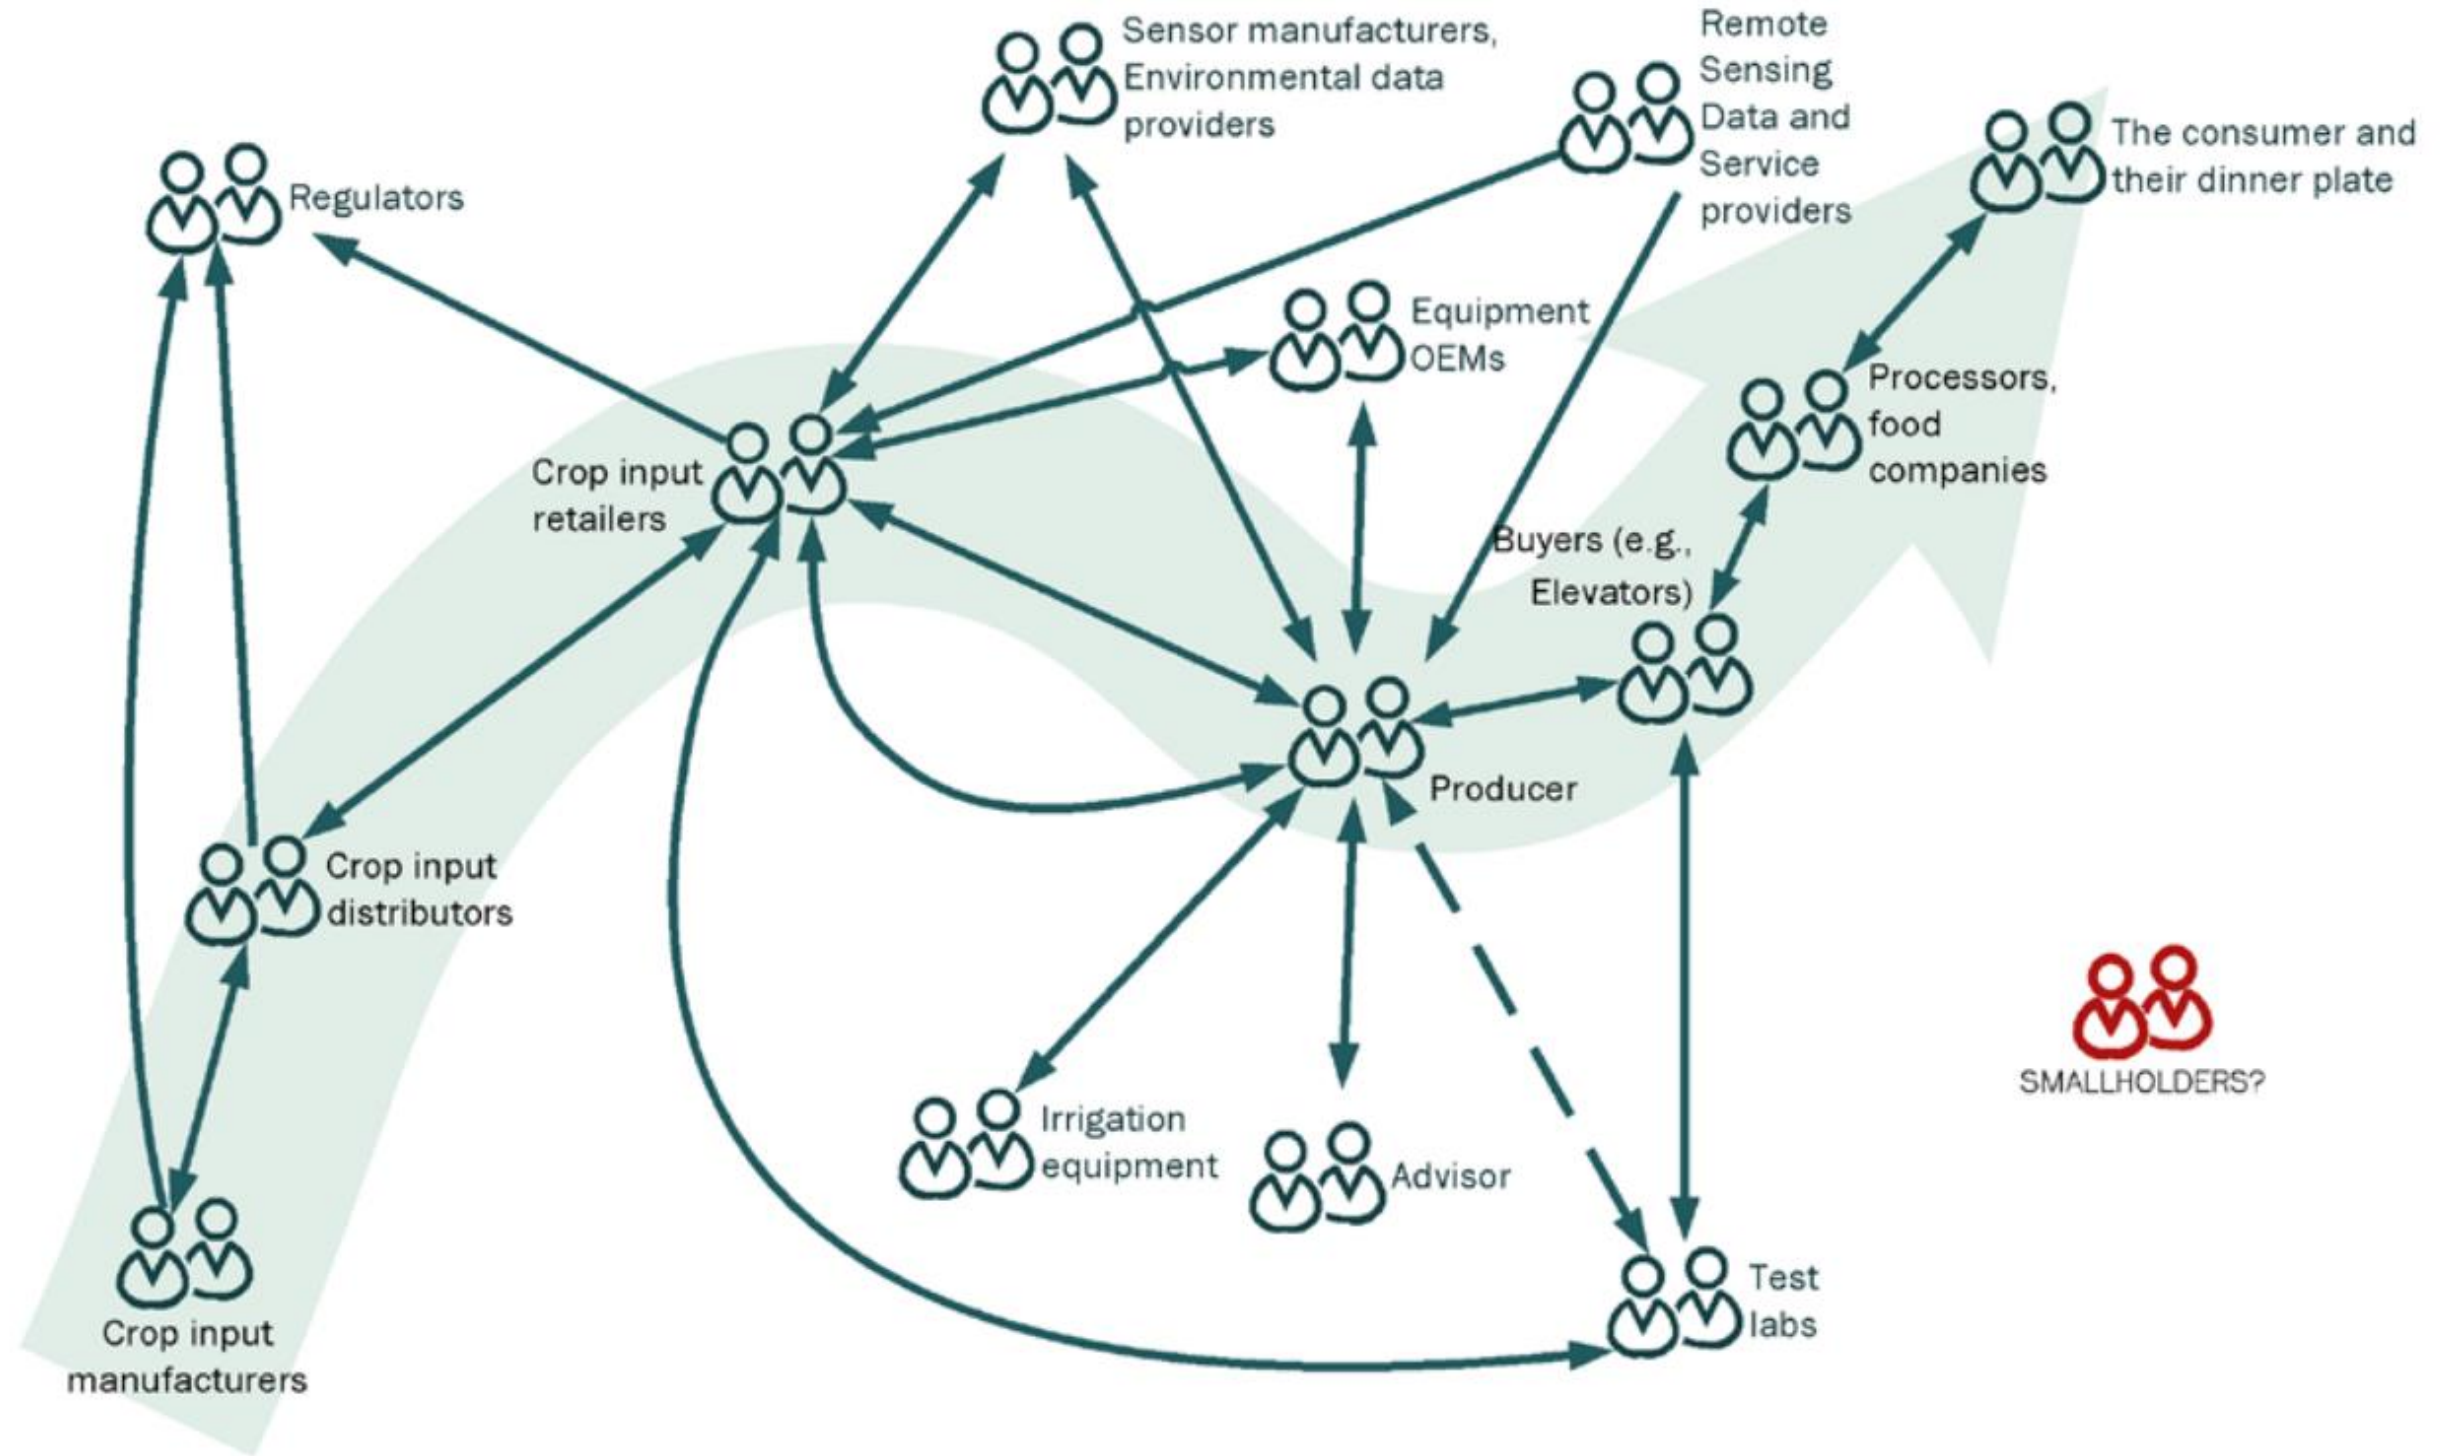 Sensor manufacturers,
Environmental data
providers
Remote
Sensing
Data and
Service
providers
The consumer and
their dinner plate
Regulators
Equipment
OEMs
Processors,
food
companies
Crop input
retailers
Buyers (e.g.,
Elevators)
Producer
Crop input
distributors
SMALLHOLDERS?
Irrigation
equipment
Advisor
Test
labs
Crop input
manufacturers